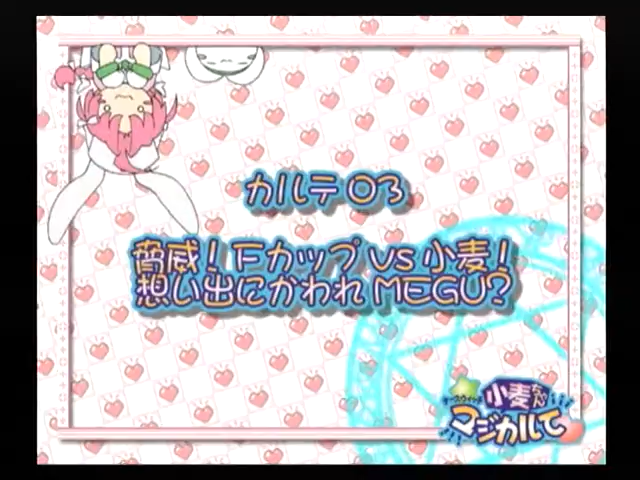 カルテ03
脅威!Fカップvs小麦!
想い出にかわれMEGU?
ナースウィッチ
小麦ちゃん
マジカルて